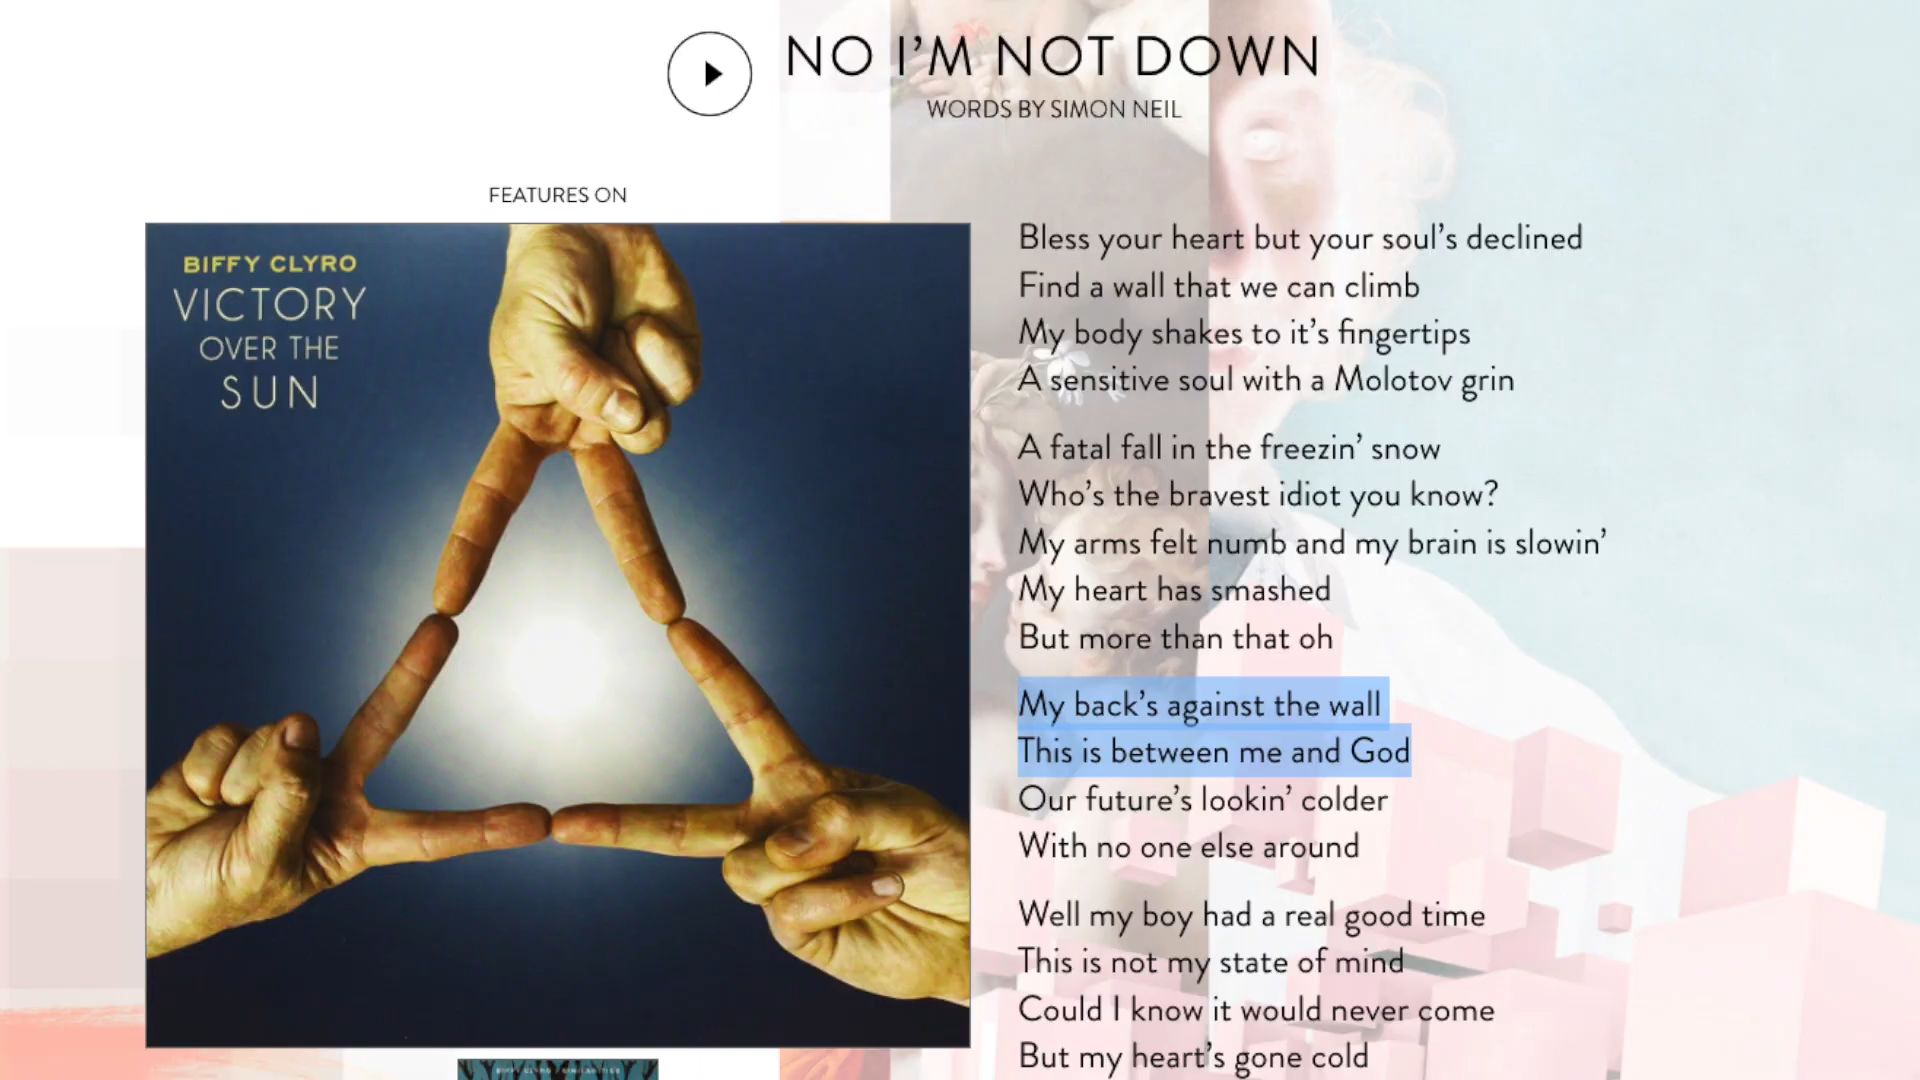 NO I'M NOT DOWN
WORDS BY SIMON NEIL
FEATURES ON
BIFFY CLYRO
VICTORY
OVER THE
SUN
Bless your heart but your soul's declined
Find a wall that we can climb
My body shakes to it's fingertips
A sensitive soul with a Molotov grin
A fatal fall in the freezin' snow
Who's the bravest idiot you know?
My arms felt numb and my brain is slowin'
My heart has smashed
But more than that oh
My back's against the wall
This is between me and God
Our future's lookin' colder
With no one else around
Well my boy had a real good time
This is not my state of mind
Could I know it would never come
But my heart's gone cold
BIFFY CLYRO / SIMILARITIES